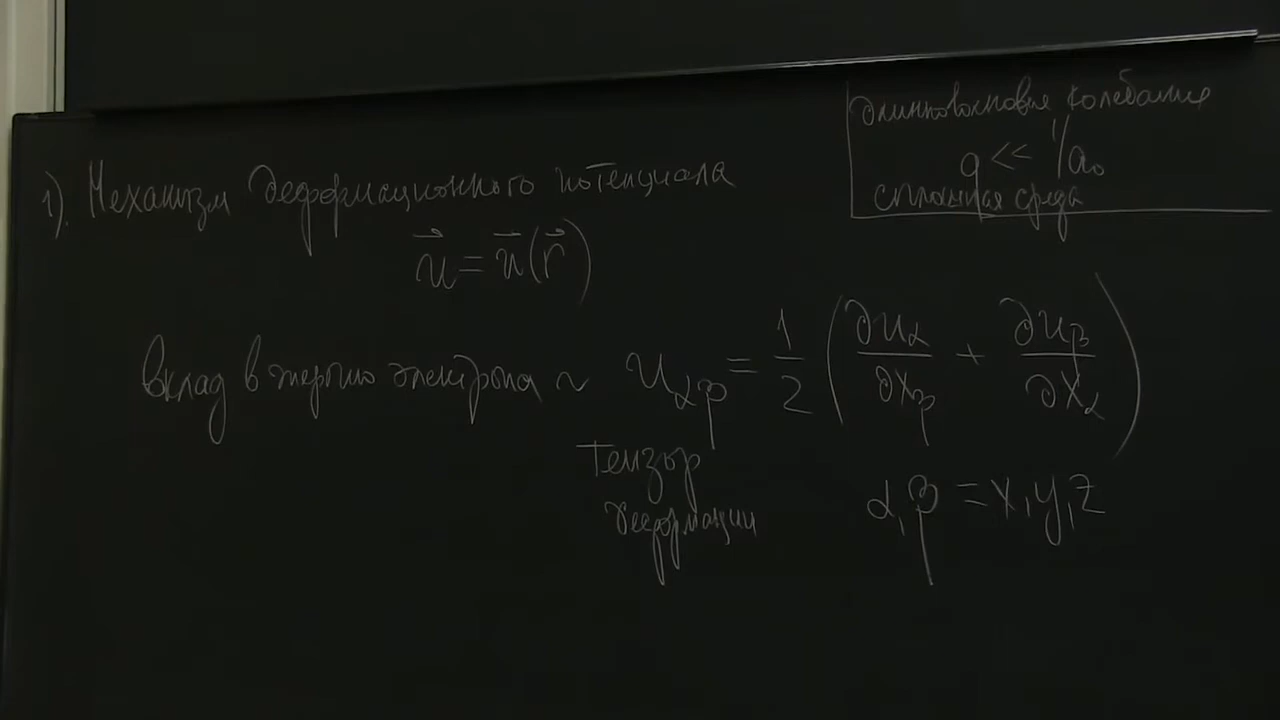 длинноволновые колебания
q << 1/a₀
сплошная среда
1). Механизм деформационного потенциала
u⃗ = u⃗(r⃗)
вклад в энергию электрона ~ u_αβ = 1/2 (∂u_α/∂x_β + ∂u_β/∂x_α)
тензор
деформации
α, β = x, y, z